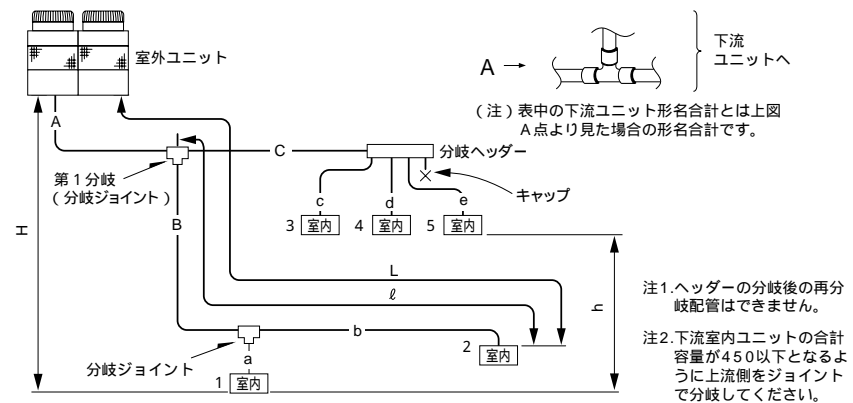 室外ユニット
A
第1分岐
(分岐ジョイント)
C
分岐ヘッダー
キャップ
c
d
e
3 室内
4 室内
5 室内
B
H
L
ℓ
h
b
2 室内
分岐ジョイント
a
1 室内
A →
下流
ユニットへ
(注)表中の下流ユニット形名合計とは上図
A点より見た場合の形名合計です。
注1.ヘッダーの分岐後の再分
岐配管はできません。
注2.下流室内ユニットの合計
容量が450以下となるよ
うに上流側をジョイント
で分岐してください。